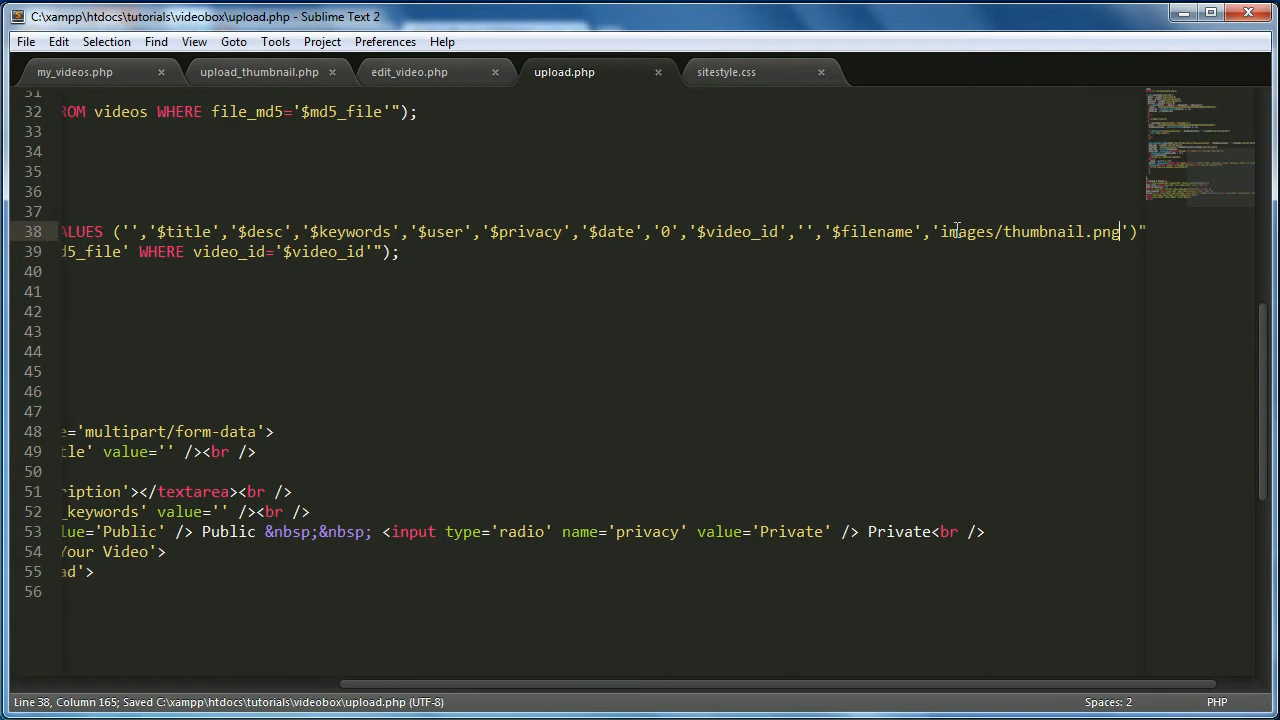 C:\xampp\htdocs\tutorials\videobox\upload.php - Sublime Text 2
File Edit Selection Find View Goto Tools Project Preferences Help
my_videos.php upload_thumbnail.php edit_video.php upload.php sitestyle.css
31
32 ROM videos WHERE file_md5='$md5_file'");
33
34
35
36
37
38 ALUES ('','$title','$desc','$keywords','$user','$privacy','$date','0','$video_id','','$filename','images/thumbnail.png')"
39 d5_file' WHERE video_id='$video_id'");
40
41
42
43
44
45
46
47
48 e='multipart/form-data'>
49 tle' value='' /><br />
50
51 ription'></textarea><br />
52 _keywords' value='' /><br />
53 lue='Public' /> Public &nbsp;&nbsp; <input type='radio' name='privacy' value='Private' /> Private<br />
54 Your Video'>
55 ad'>
56
Line 38, Column 165; Saved C:\xampp\htdocs\tutorials\videobox\upload.php (UTF-8) Spaces: 2 PHP